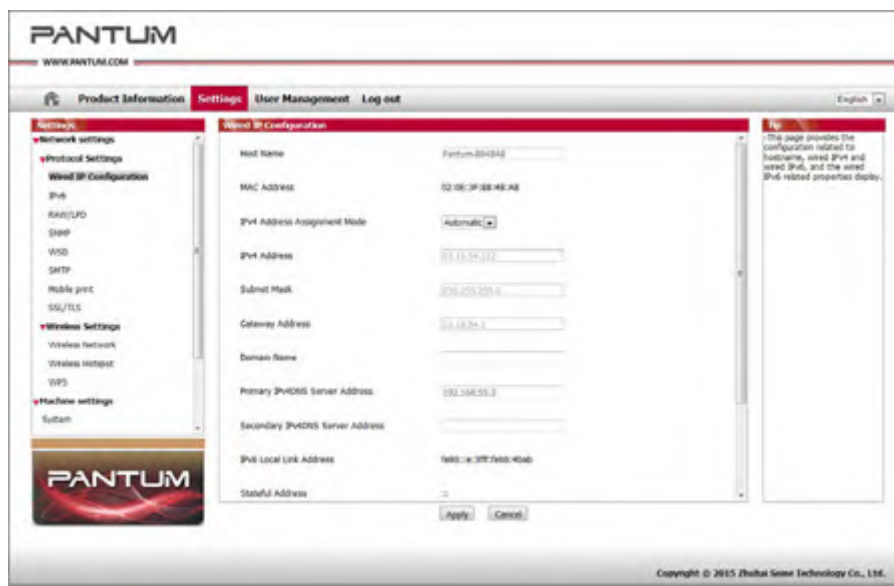 PANTUM
WWW.PANTUM.COM
Product Information Settings User Management Log out
English
Settings
Network settings
Protocol Settings
Wired IP Configuration
IPv6
RAW/LPD
SNMP
WSD
SMTP
Mobile print
SSL/TLS
Wireless Settings
Wireless Network
Wireless Hotspot
WPS
Machine settings
System
PANTUM
Wired IP Configuration
Host Name
MAC Address
IPv4 Address Assignment Mode Automatic
IPv4 Address
Subnet Mask 255.255.255.0
Gateway Address
Domain Name
Primary IPv4DNS Server Address 192.168.55.3
Secondary IPv4DNS Server Address
IPv6 Local Link Address
Stateful Address ::
Apply Cancel
Tip
-This page provides the
configuration related to
hostname, wired IPv4 and
wired IPv6, and the wired
IPv6 related properties display.
Copyright © 2015 Zhuhai Seine Technology Co., Ltd.